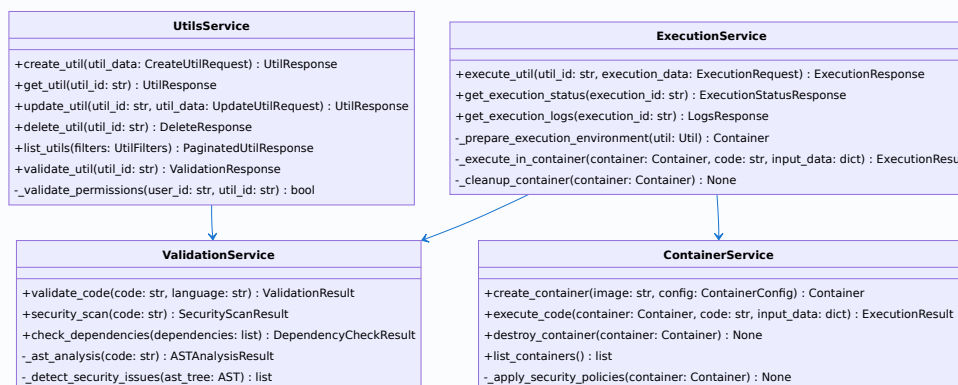 UtilsService
+create_util(util_data: CreateUtilRequest) : UtilResponse
+get_util(util_id: str) : UtilResponse
+update_util(util_id: str, util_data: UpdateUtilRequest) : UtilResponse
+delete_util(util_id: str) : DeleteResponse
+list_utils(filters: UtilFilters) : PaginatedUtilResponse
+validate_util(util_id: str) : ValidationResponse
-_validate_permissions(user_id: str, util_id: str) : bool
ExecutionService
+execute_util(util_id: str, execution_data: ExecutionRequest) : ExecutionResponse
+get_execution_status(execution_id: str) : ExecutionStatusResponse
+get_execution_logs(execution_id: str) : LogsResponse
-_prepare_execution_environment(util: Util) : Container
-_execute_in_container(container: Container, code: str, input_data: dict) : ExecutionResu
-_cleanup_container(container: Container) : None
ValidationService
+validate_code(code: str, language: str) : ValidationResult
+security_scan(code: str) : SecurityScanResult
+check_dependencies(dependencies: list) : DependencyCheckResult
-_ast_analysis(code: str) : ASTAnalysisResult
-_detect_security_issues(ast_tree: AST) : list
ContainerService
+create_container(image: str, config: ContainerConfig) : Container
+execute_code(container: Container, code: str, input_data: dict) : ExecutionResult
+destroy_container(container: Container) : None
+list_containers() : list
-_apply_security_policies(container: Container) : None